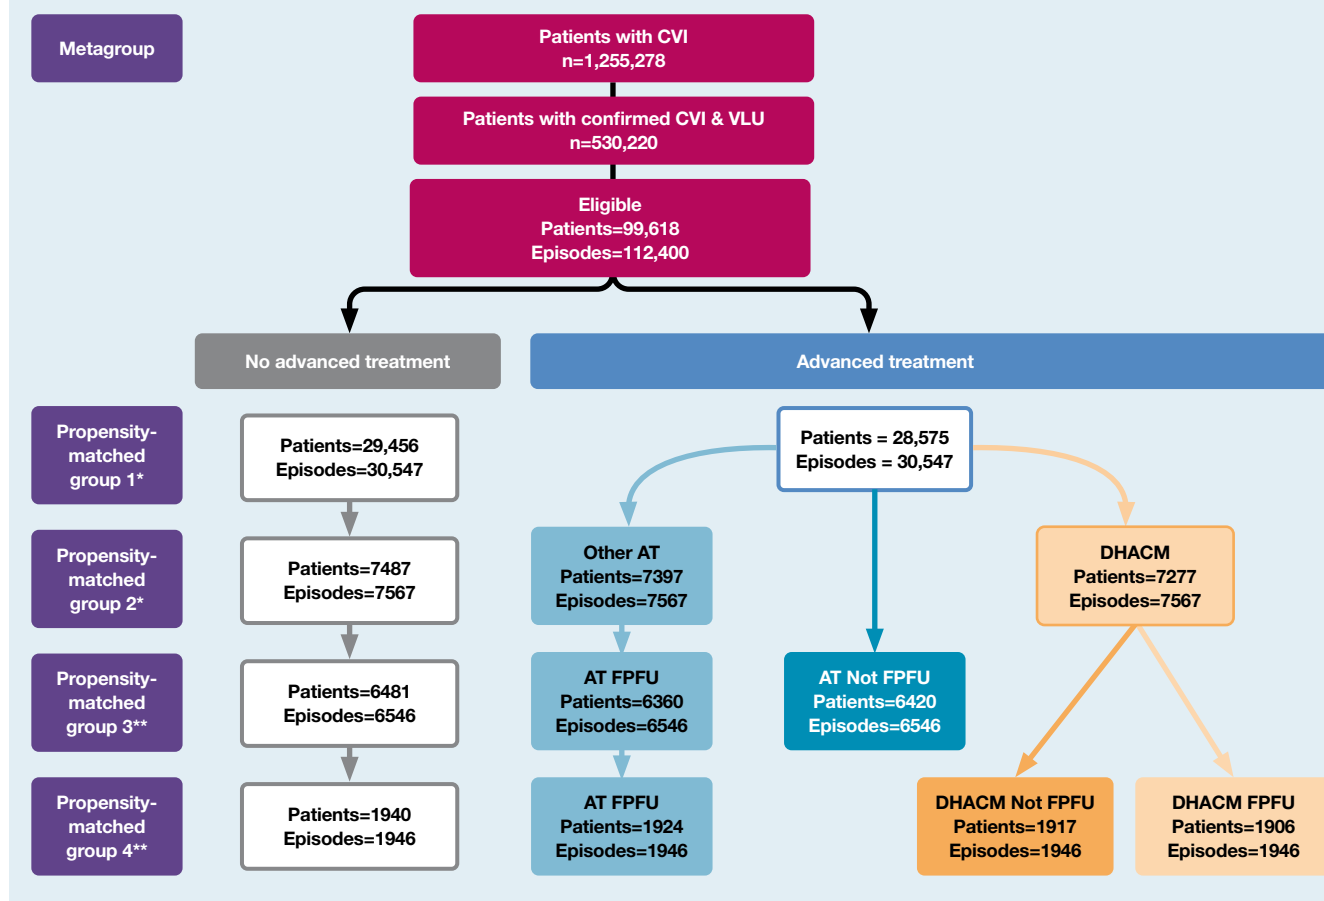 Metagroup
Patients with CVI
n=1,255,278
Patients with confirmed CVI & VLU
n=530,220
Eligible
Patients=99,618
Episodes=112,400
No advanced treatment
Advanced treatment
Propensity-
matched
group 1*
Patients=29,456
Episodes=30,547
Patients = 28,575
Episodes = 30,547
Propensity-
matched
group 2*
Patients=7487
Episodes=7567
Other AT
Patients=7397
Episodes=7567
DHACM
Patients=7277
Episodes=7567
Propensity-
matched
group 3**
Patients=6481
Episodes=6546
AT FPFU
Patients=6360
Episodes=6546
AT Not FPFU
Patients=6420
Episodes=6546
Propensity-
matched
group 4**
Patients=1940
Episodes=1946
AT FPFU
Patients=1924
Episodes=1946
DHACM Not FPFU
Patients=1917
Episodes=1946
DHACM FPFU
Patients=1906
Episodes=1946